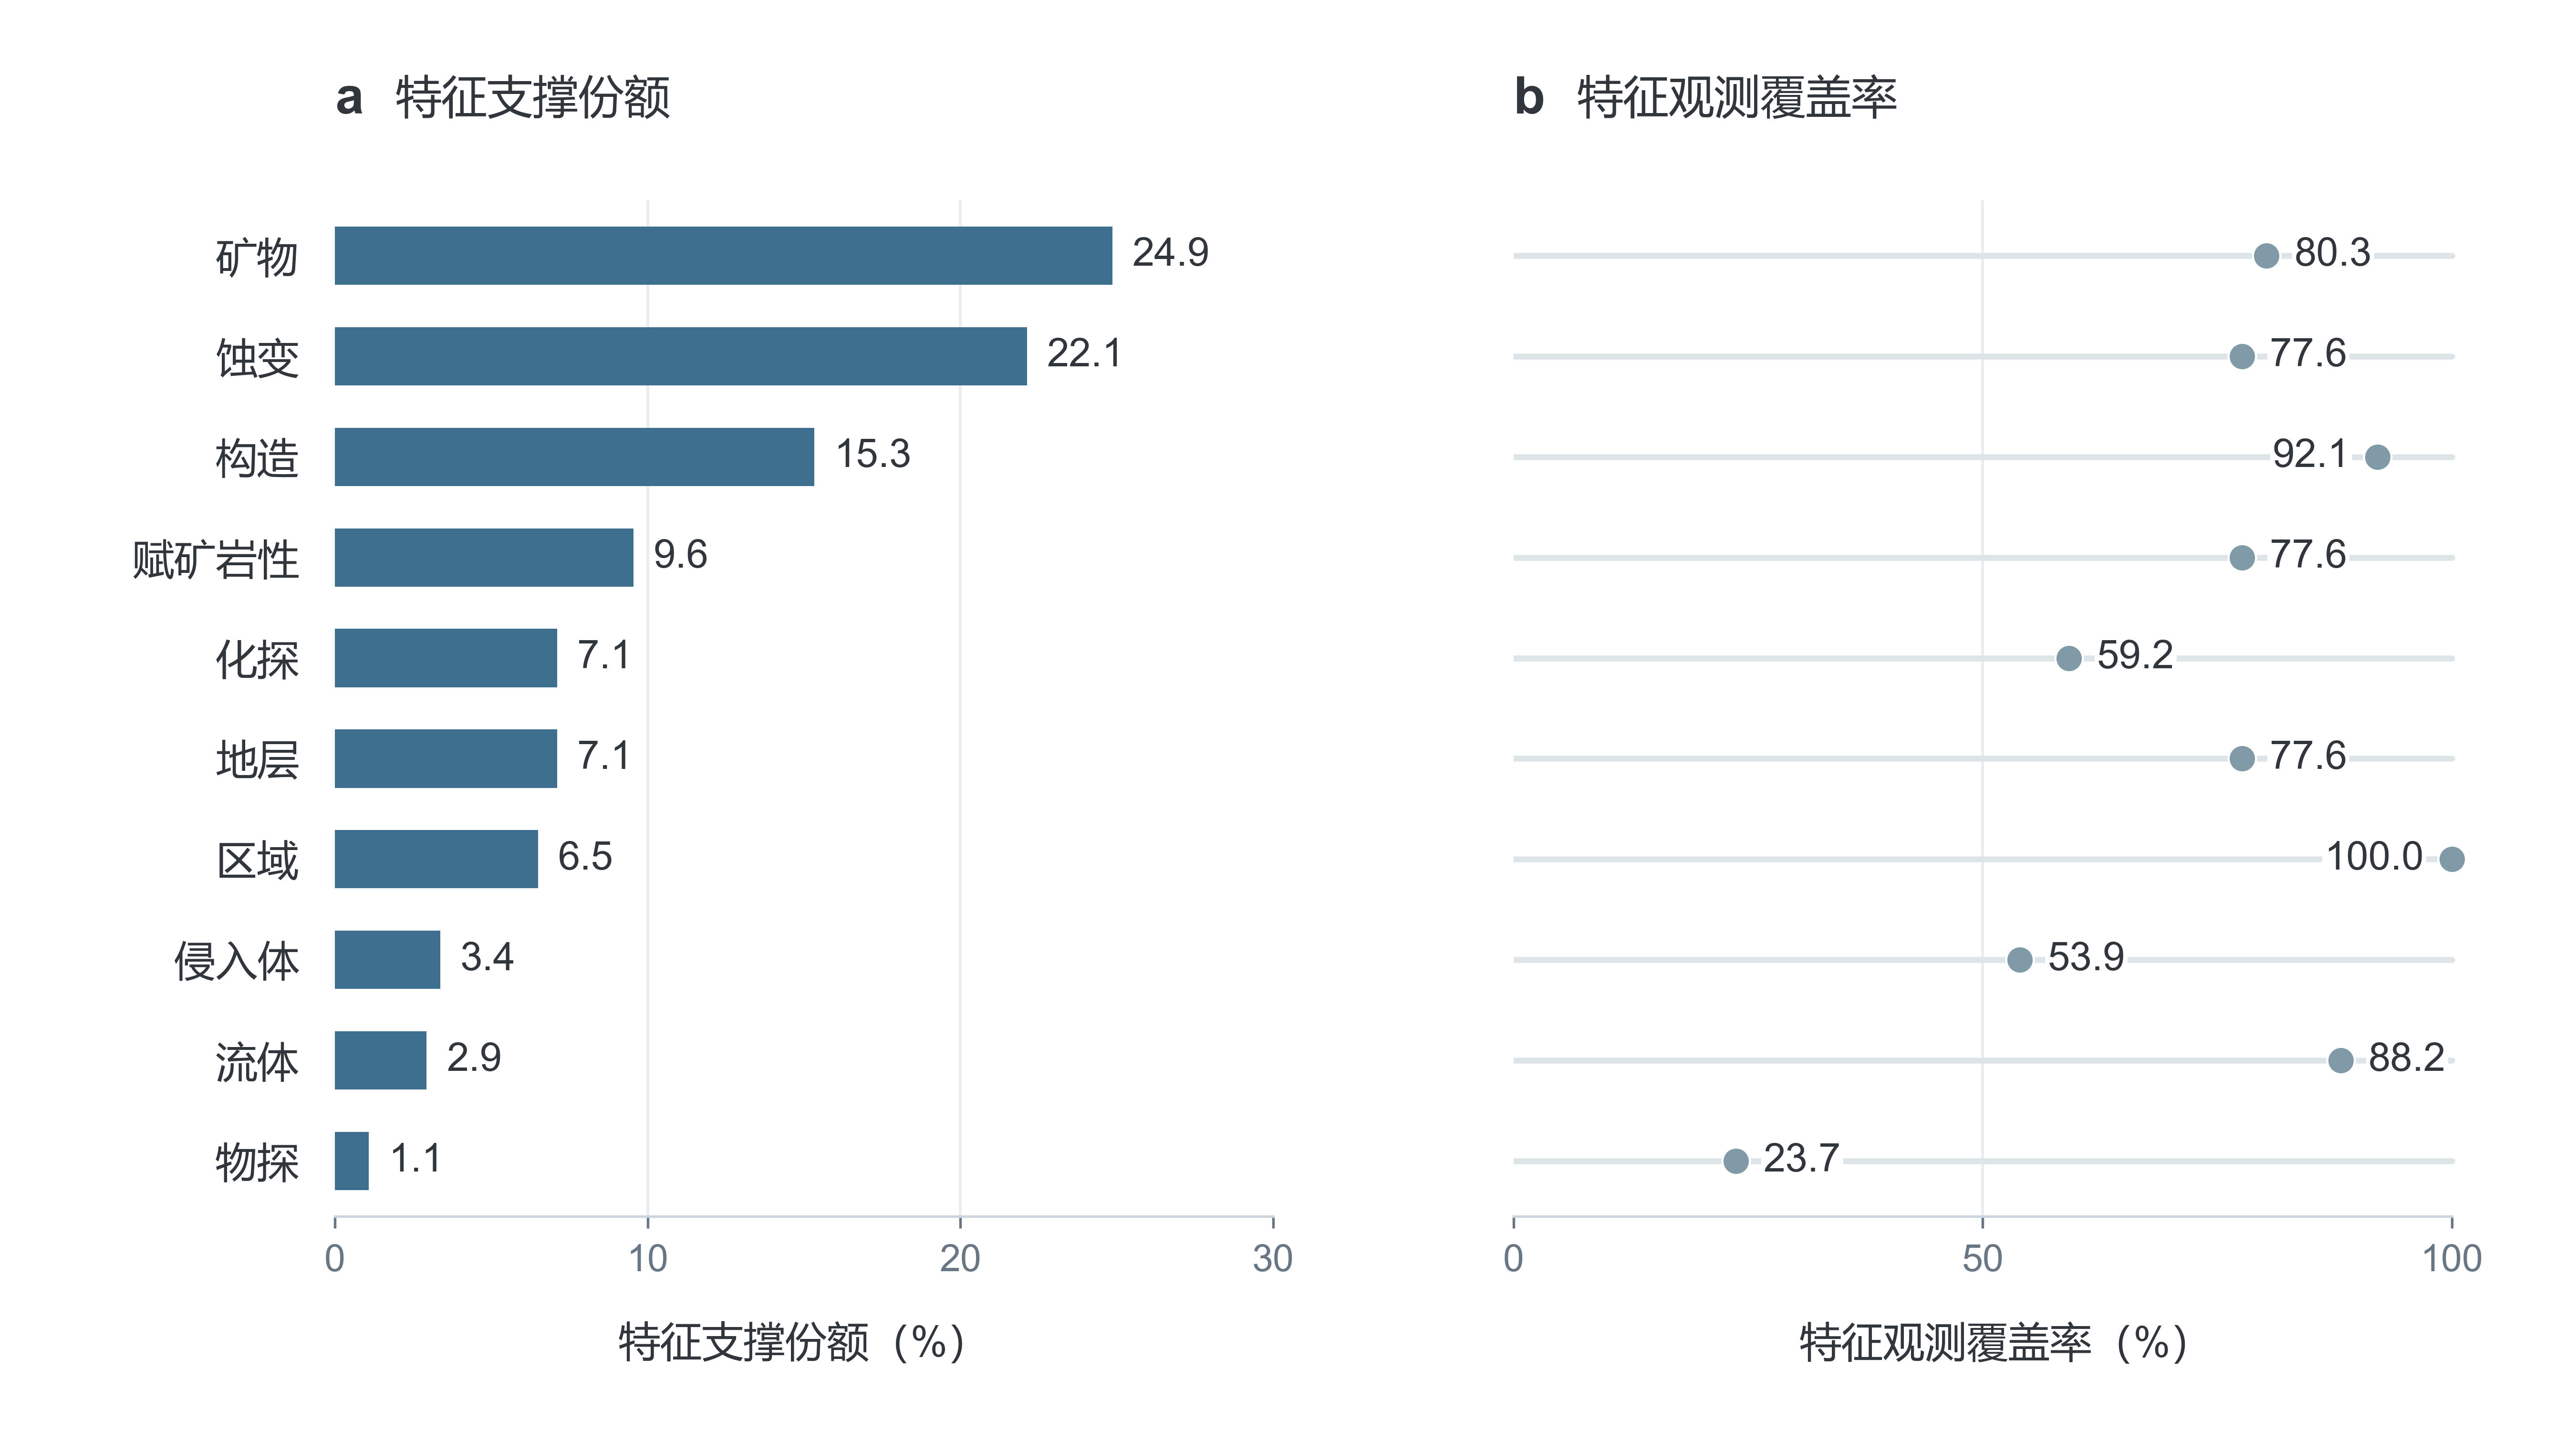 a 特征支撑份额
矿物 24.9
蚀变 22.1
构造 15.3
赋矿岩性 9.6
化探 7.1
地层 7.1
区域 6.5
侵入体 3.4
流体 2.9
物探 1.1
0 10 20 30
特征支撑份额（%）
b 特征观测覆盖率
80.3
77.6
92.1
77.6
59.2
77.6
100.0
53.9
88.2
23.7
0 50 100
特征观测覆盖率（%）